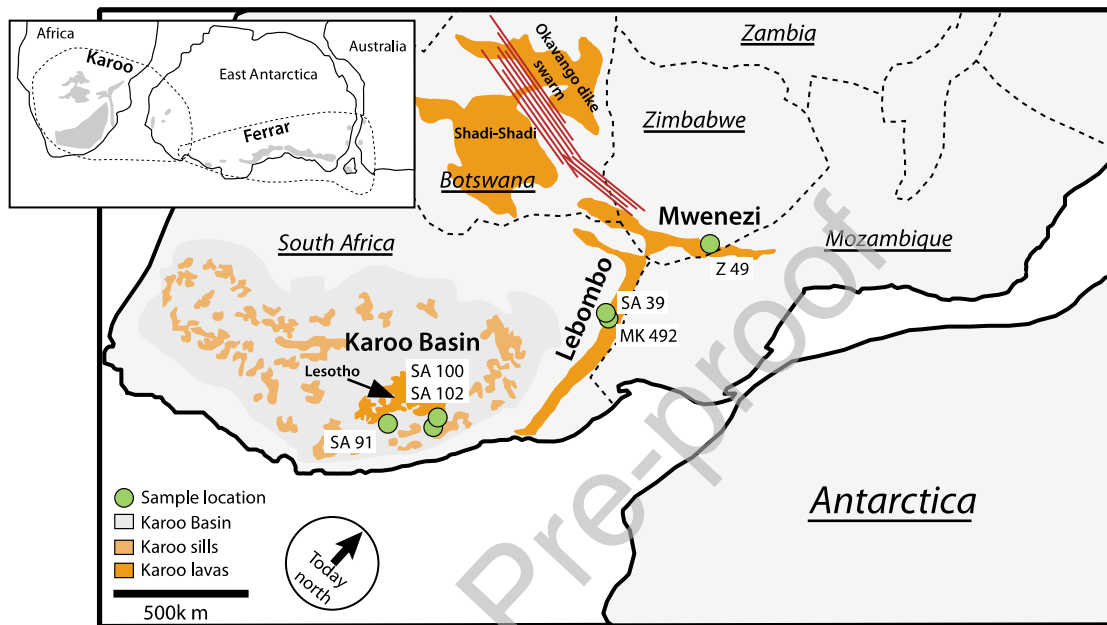 Africa
Karoo
East Antarctica
Australia
Ferrar
Okavango dike
swarm
Shadi-Shadi
Botswana
Zambia
Zimbabwe
Mwenezi
Z 49
Mozambique
South Africa
Lebombo
SA 39
MK 492
Karoo Basin
Lesotho
SA 100
SA 102
SA 91
Antarctica
Sample location
Karoo Basin
Karoo sills
Karoo lavas
500k m
Today
north
Pre-proof